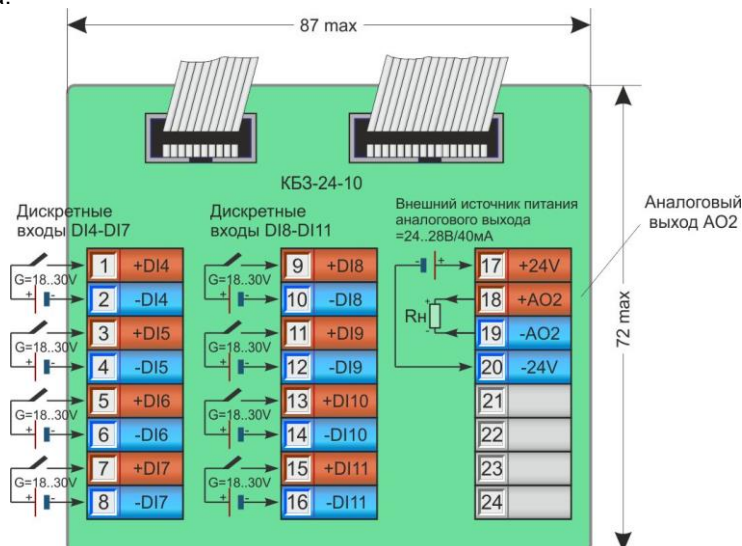 а.
87 max
КБЗ-24-10
Дискретные
входы DI4-DI7
Дискретные
входы DI8-DI11
Внешний источник питания
аналогового выхода
=24..28В/40мА
Аналоговый
выход АО2
G=18..30V
1 +DI4
2 -DI4
G=18..30V
3 +DI5
4 -DI5
G=18..30V
5 +DI6
6 -DI6
G=18..30V
7 +DI7
8 -DI7
G=18..30V
9 +DI8
10 -DI8
G=18..30V
11 +DI9
12 -DI9
G=18..30V
13 +DI10
14 -DI10
G=18..30V
15 +DI11
16 -DI11
17 +24V
Rн
18 +AO2
19 -AO2
20 -24V
21
22
23
24
72 max